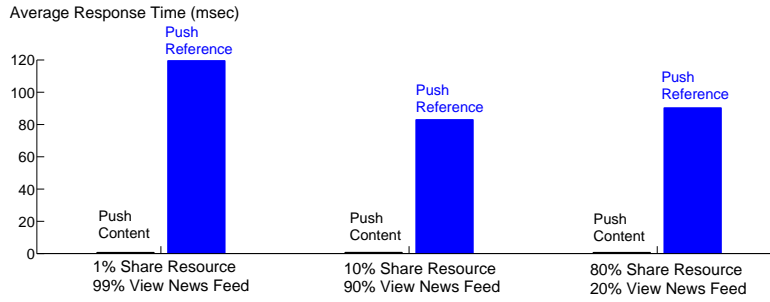 Average Response Time (msec)
Push
Reference
120
100
80
60
40
20
0
Push
Content
Push
Reference
Push
Content
Push
Reference
Push
Content
1% Share Resource
99% View News Feed
10% Share Resource
90% View News Feed
80% Share Resource
20% View News Feed